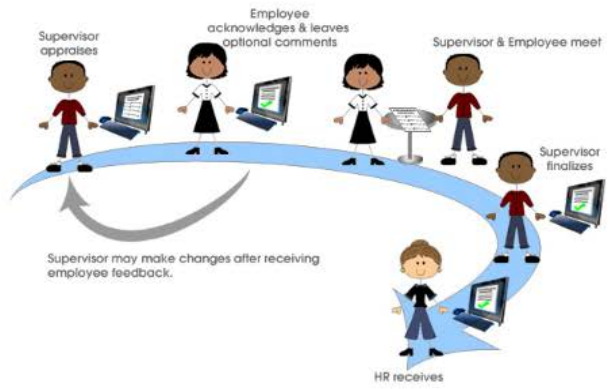 Supervisor
appraises
Employee
acknowledges & leaves
optional comments
Supervisor & Employee meet
Supervisor
finalizes
Supervisor may make changes after receiving
employee feedback.
HR receives